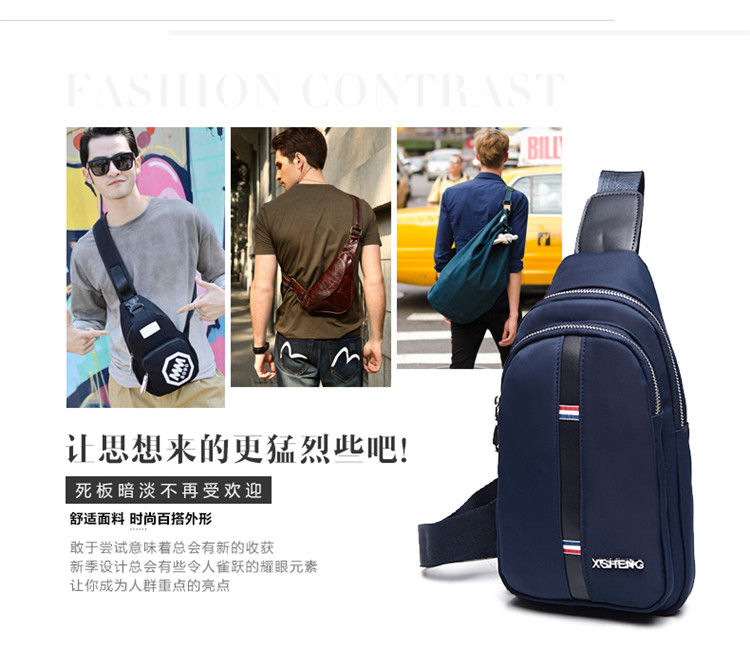 FASHION CONTRAST
BILLY
让思想来的更猛烈些吧!
死板暗淡不再受欢迎
舒适面料 时尚百搭外形
敢于尝试意味着总会有新的收获
新季设计总会有些令人雀跃的耀眼元素
让你成为人群重点的亮点
XSHENG